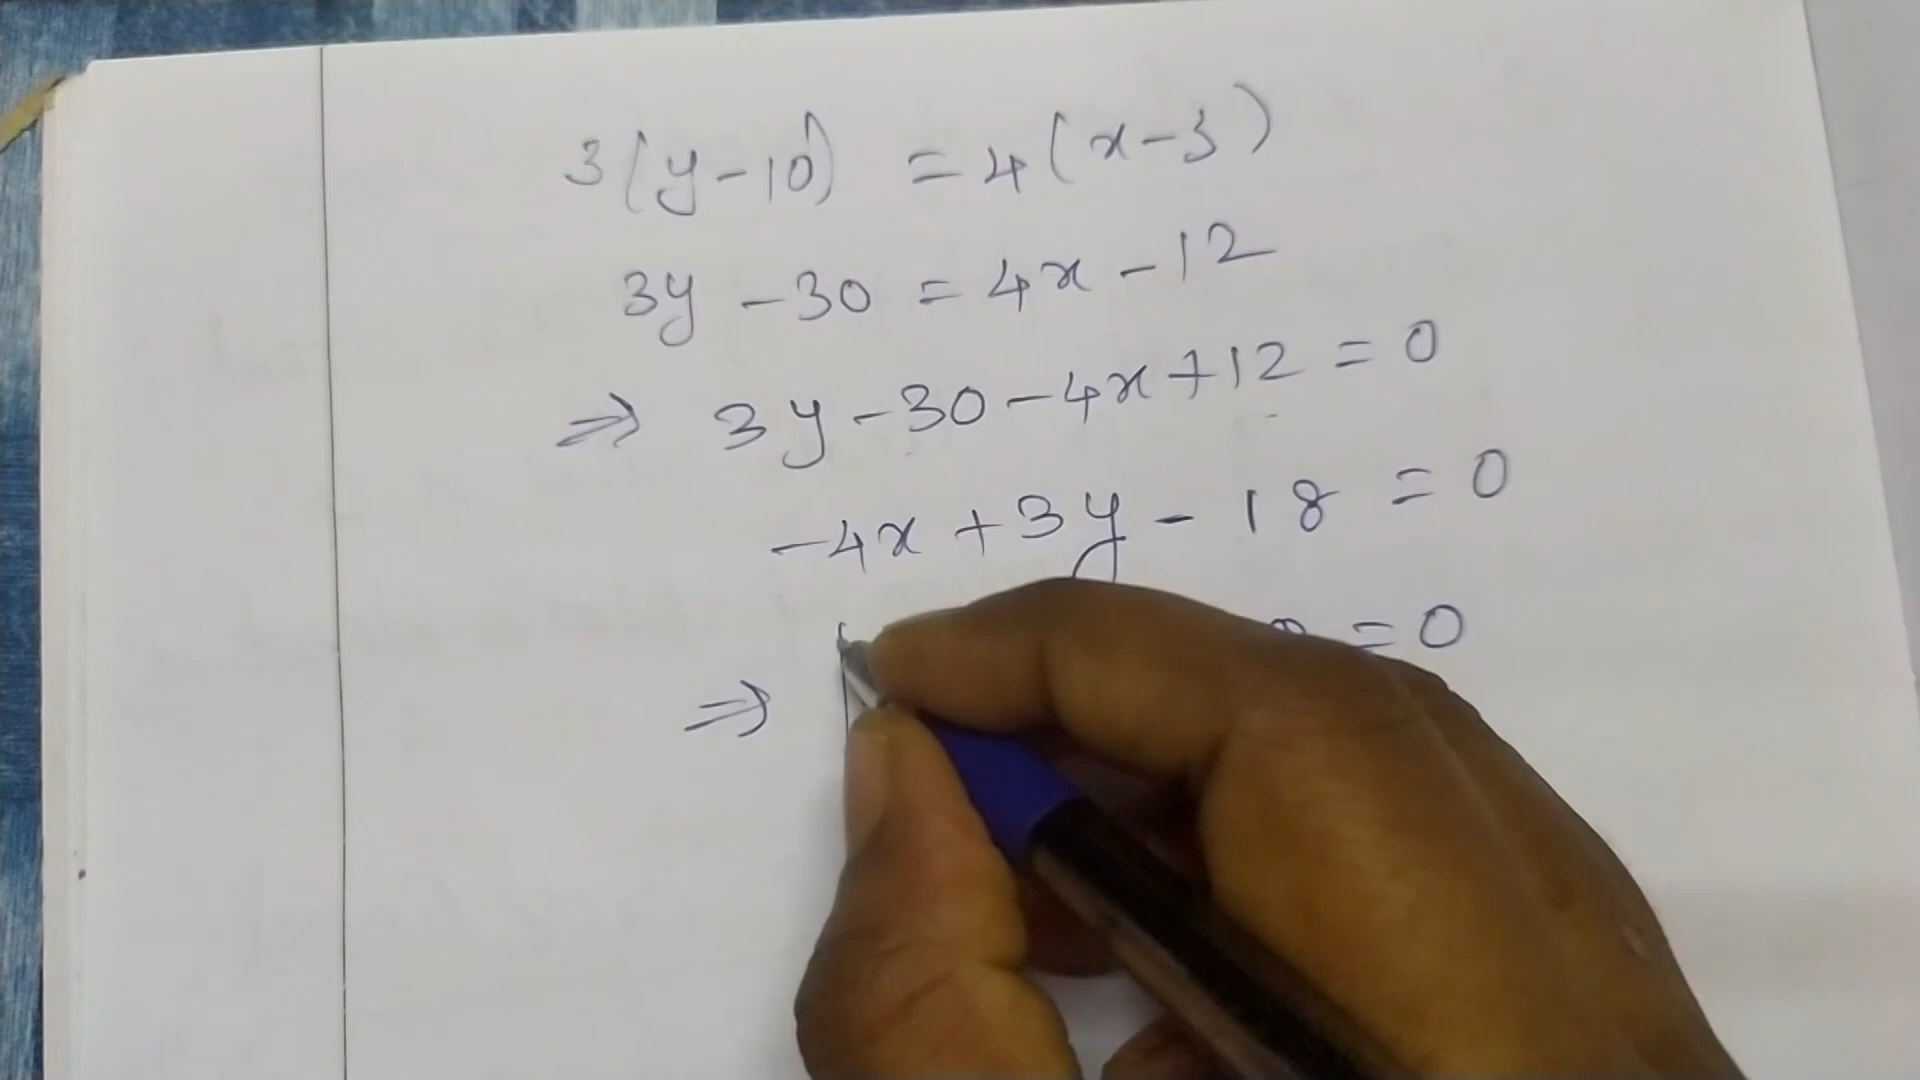 3(y-10) = 4(x-3)
3y - 30 = 4x - 12
⇒ 3y - 30 - 4x + 12 = 0
-4x + 3y - 18 = 0
⇒ = 0